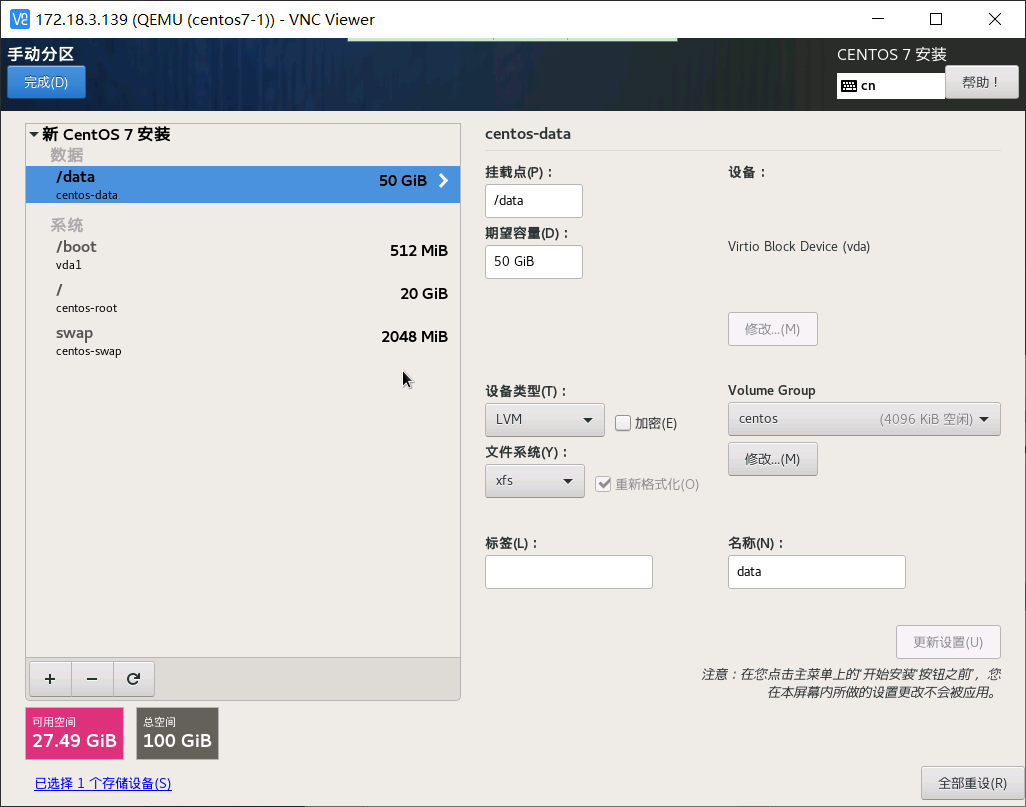 172.18.3.139 (QEMU (centos7-1)) - VNC Viewer
手动分区
CENTOS 7 安装
完成(D)
cn
帮助！
新 CentOS 7 安装
数据
/data
50 GiB
centos-data
系统
/boot
512 MiB
vda1
/
20 GiB
centos-root
swap
2048 MiB
centos-swap
centos-data
挂载点(P)：
设备：
/data
期望容量(D)：
50 GiB
Virtio Block Device (vda)
修改...(M)
设备类型(T)：
Volume Group
LVM
加密(E)
centos
(4096 KiB 空闲)
文件系统(Y)：
修改...(M)
xfs
重新格式化(O)
标签(L)：
名称(N)：
data
更新设置(U)
注意：在您点击主菜单上的"开始安装"按钮之前"，您
在本屏幕内所做的设置更改不会被应用。
+
−
可用空间
27.49 GiB
总空间
100 GiB
已选择 1 个存储设备(S)
全部重设(R)